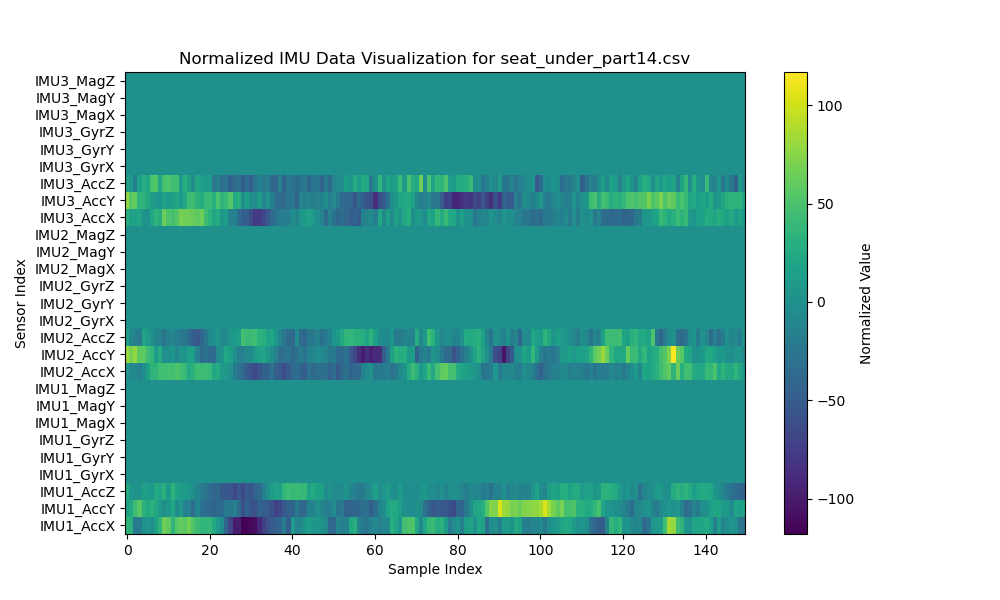 Normalized IMU Data Visualization for seat_under_part14.csv
IMU3_MagZ
IMU3_MagY
IMU3_MagX
IMU3_GyrZ
IMU3_GyrY
IMU3_GyrX
IMU3_AccZ
IMU3_AccY
IMU3_AccX
IMU2_MagZ
IMU2_MagY
IMU2_MagX
IMU2_GyrZ
IMU2_GyrY
IMU2_GyrX
IMU2_AccZ
IMU2_AccY
IMU2_AccX
IMU1_MagZ
IMU1_MagY
IMU1_MagX
IMU1_GyrZ
IMU1_GyrY
IMU1_GyrX
IMU1_AccZ
IMU1_AccY
IMU1_AccX
Sensor Index
0 20 40 60 80 100 120 140
Sample Index
100
50
0
−50
−100
Normalized Value